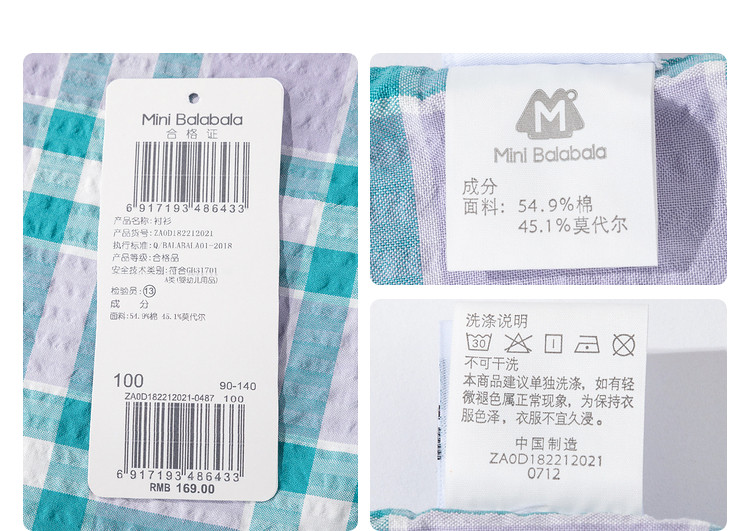 Mini Balabala
合格证
6 917193 486433
产品名称:衬衫
产品货号:ZA0D182212021
执行标准:Q/BALABALA01-2018
产品等级:合格品
安全技术类别:符合GB31701
A类(婴幼儿用品)
检验员:⑬
成 分
面料:54.9%棉 45.1%莫代尔
100 90-140
ZA0D182212021-0487 100
6 917193 486433
RMB 169.00
M
Mini Balabala
成分
面料: 54.9%棉
45.1%莫代尔
洗涤说明
30
不可干洗
本商品建议单独洗涤，如有轻
微褪色属正常现象，为保持衣
服色泽，衣服不宜久浸。
中国制造
ZA0D182212021
0712